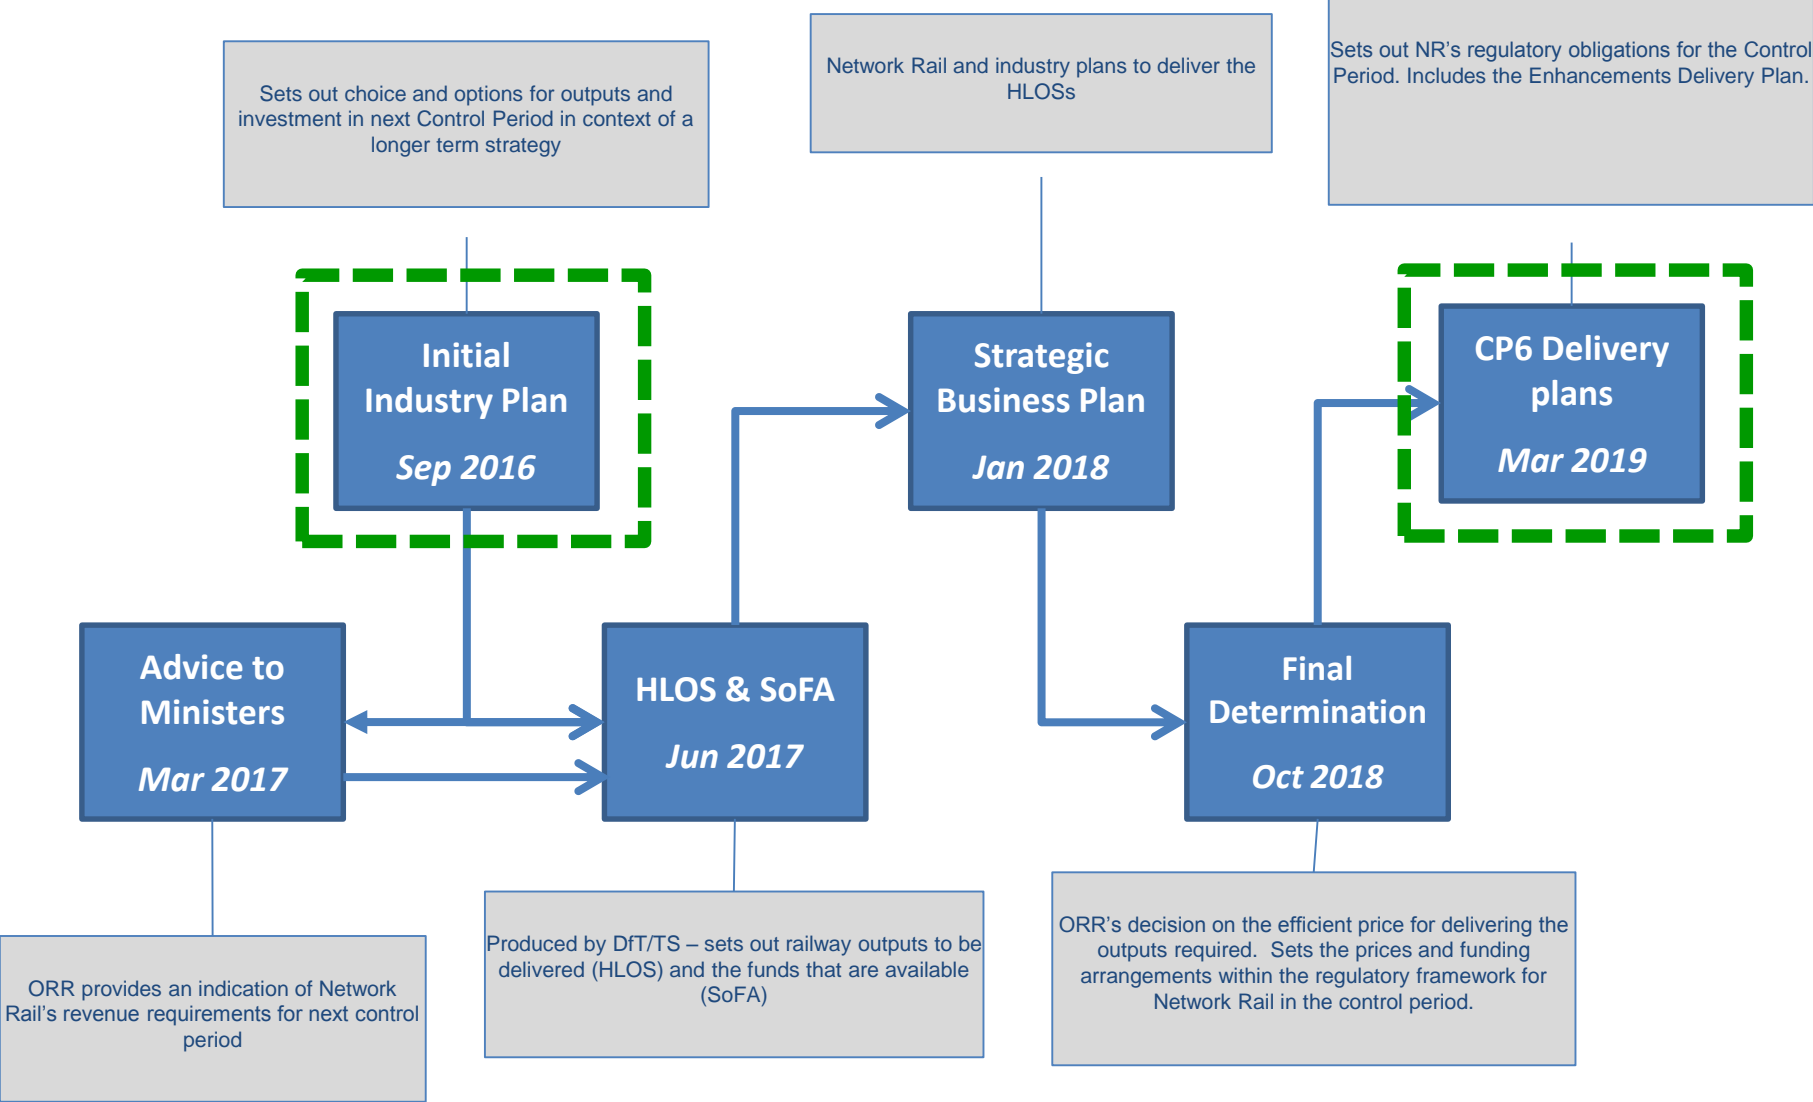 Sets out choice and options for outputs and
investment in next Control Period in context of a
longer term strategy
Network Rail and industry plans to deliver the
HLOSs
Sets out NR’s regulatory obligations for the Control
Period. Includes the Enhancements Delivery Plan.
Initial
Industry Plan
Sep 2016
Strategic
Business Plan
Jan 2018
CP6 Delivery
plans
Mar 2019
Advice to
Ministers
Mar 2017
HLOS & SoFA
Jun 2017
Final
Determination
Oct 2018
ORR provides an indication of Network
Rail’s revenue requirements for next control
period
Produced by DfT/TS – sets out railway outputs to be
delivered (HLOS) and the funds that are available
(SoFA)
ORR’s decision on the efficient price for delivering the
outputs required.  Sets the prices and funding
arrangements within the regulatory framework for
Network Rail in the control period.